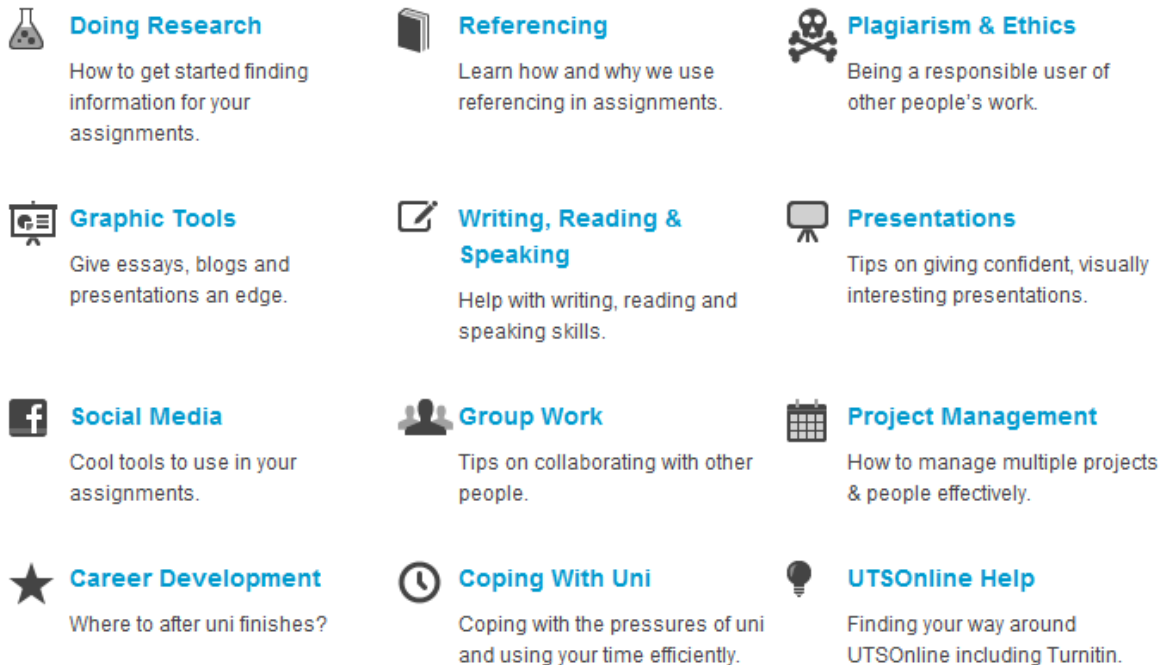 Doing Research
How to get started finding
information for your
assignments.
Referencing
Learn how and why we use
referencing in assignments.
Plagiarism & Ethics
Being a responsible user of
other people's work.
Graphic Tools
Give essays, blogs and
presentations an edge.
Writing, Reading &
Speaking
Help with writing, reading and
speaking skills.
Presentations
Tips on giving confident, visually
interesting presentations.
Social Media
Cool tools to use in your
assignments.
Group Work
Tips on collaborating with other
people.
Project Management
How to manage multiple projects
& people effectively.
Career Development
Where to after uni finishes?
Coping With Uni
Coping with the pressures of uni
and using your time efficiently.
UTSOnline Help
Finding your way around
UTSOnline including Turnitin.